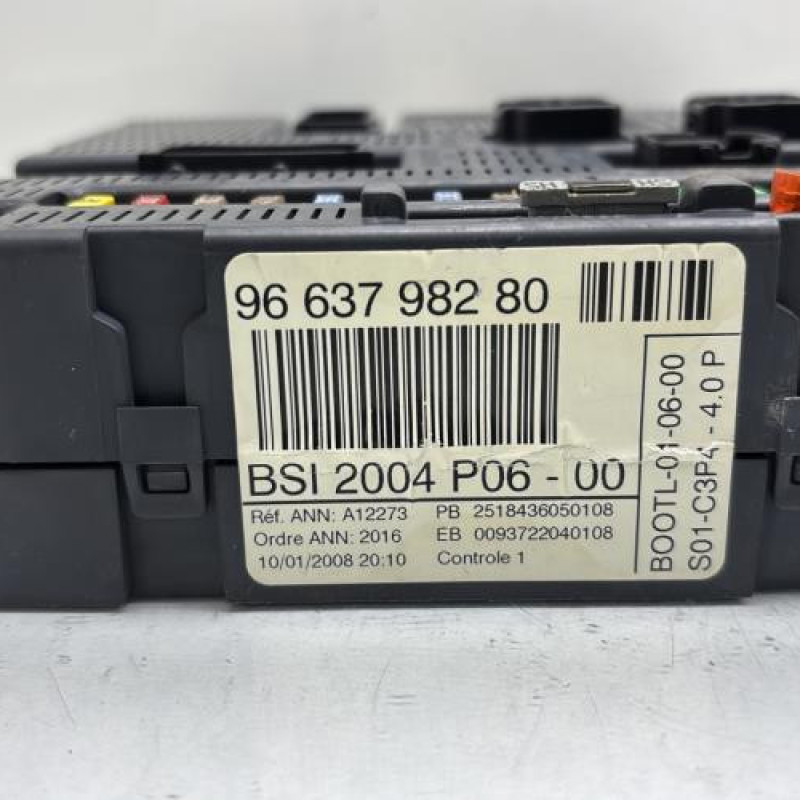 96 637 982 80
BSI 2004 P06 - 00
Réf. ANN: A12273 PB 2518436050108
Ordre ANN: 2016 EB 0093722040108
10/01/2008 20:10 Controle 1
BOOTL-01-06-00
S01-C3P4 - 4.0 P